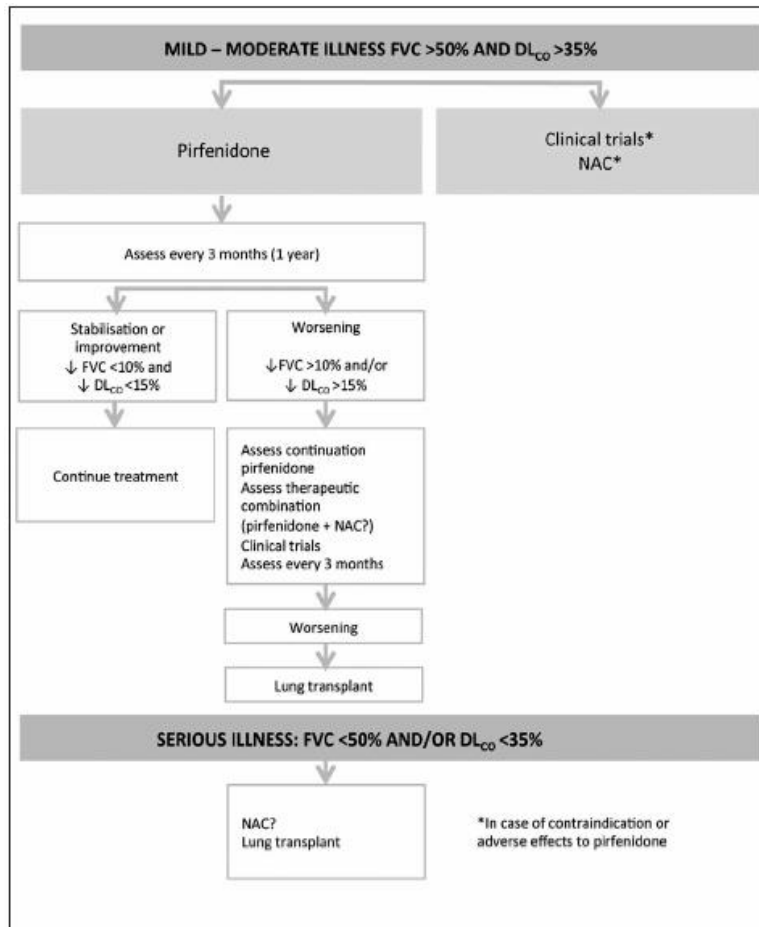 MILD – MODERATE ILLNESS FVC >50% AND DLCO >35%
Pirfenidone
Clinical trials*
NAC*
Assess every 3 months (1 year)
Stabilisation or
improvement
↓ FVC <10% and
↓ DLCO <15%
Worsening
↓FVC >10% and/or
↓ DLCO >15%
Continue treatment
Assess continuation
pirfenidone
Assess therapeutic
combination
(pirfenidone + NAC?)
Clinical trials
Assess every 3 months
Worsening
Lung transplant
SERIOUS ILLNESS: FVC <50% AND/OR DLCO <35%
NAC?
Lung transplant
*In case of contraindication or
adverse effects to pirfenidone